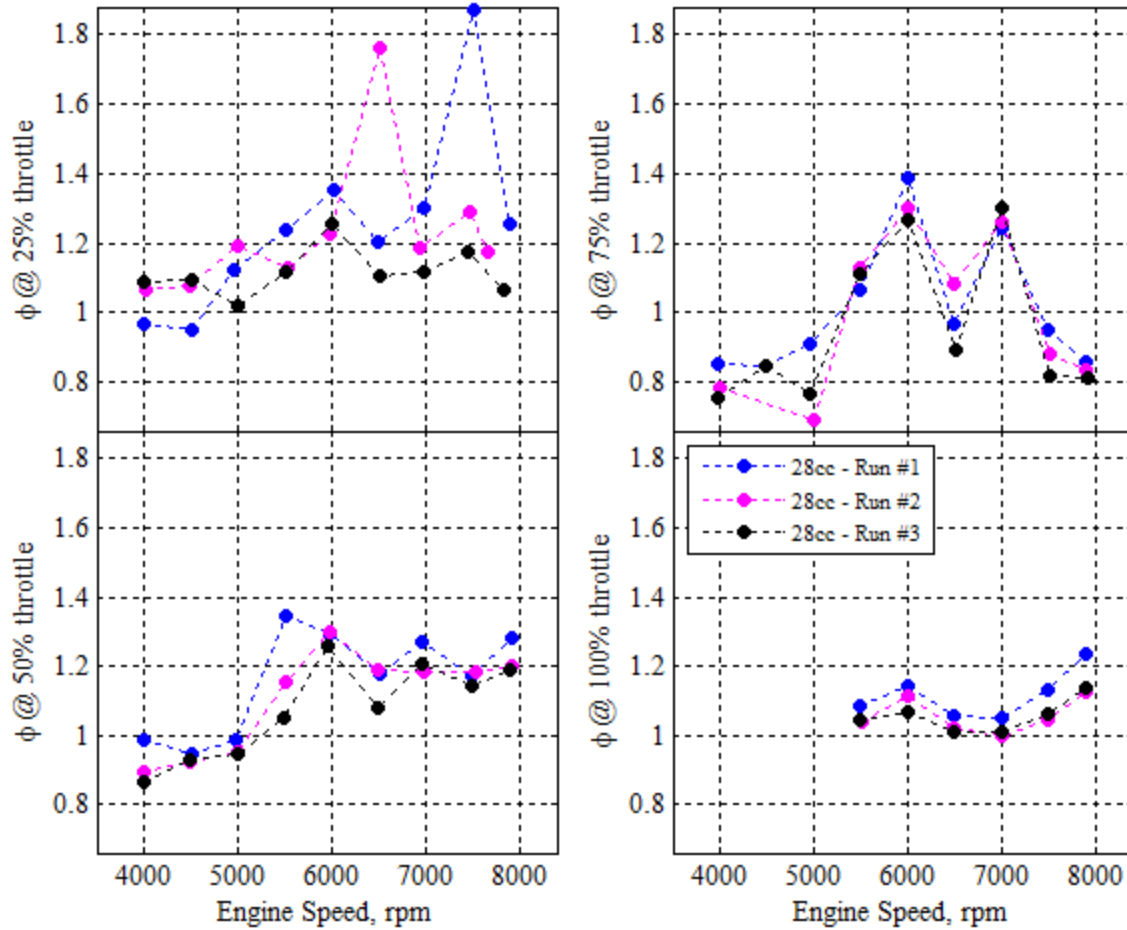 ϕ @ 25% throttle
1.8
1.6
1.4
1.2
1
0.8
ϕ @ 75% throttle
1.8
1.6
1.4
1.2
1
0.8
ϕ @ 50% throttle
1.8
1.6
1.4
1.2
1
0.8
4000 5000 6000 7000 8000
Engine Speed, rpm
ϕ @ 100% throttle
1.8
1.6
1.4
1.2
1
0.8
28cc - Run #1
28cc - Run #2
28cc - Run #3
4000 5000 6000 7000 8000
Engine Speed, rpm